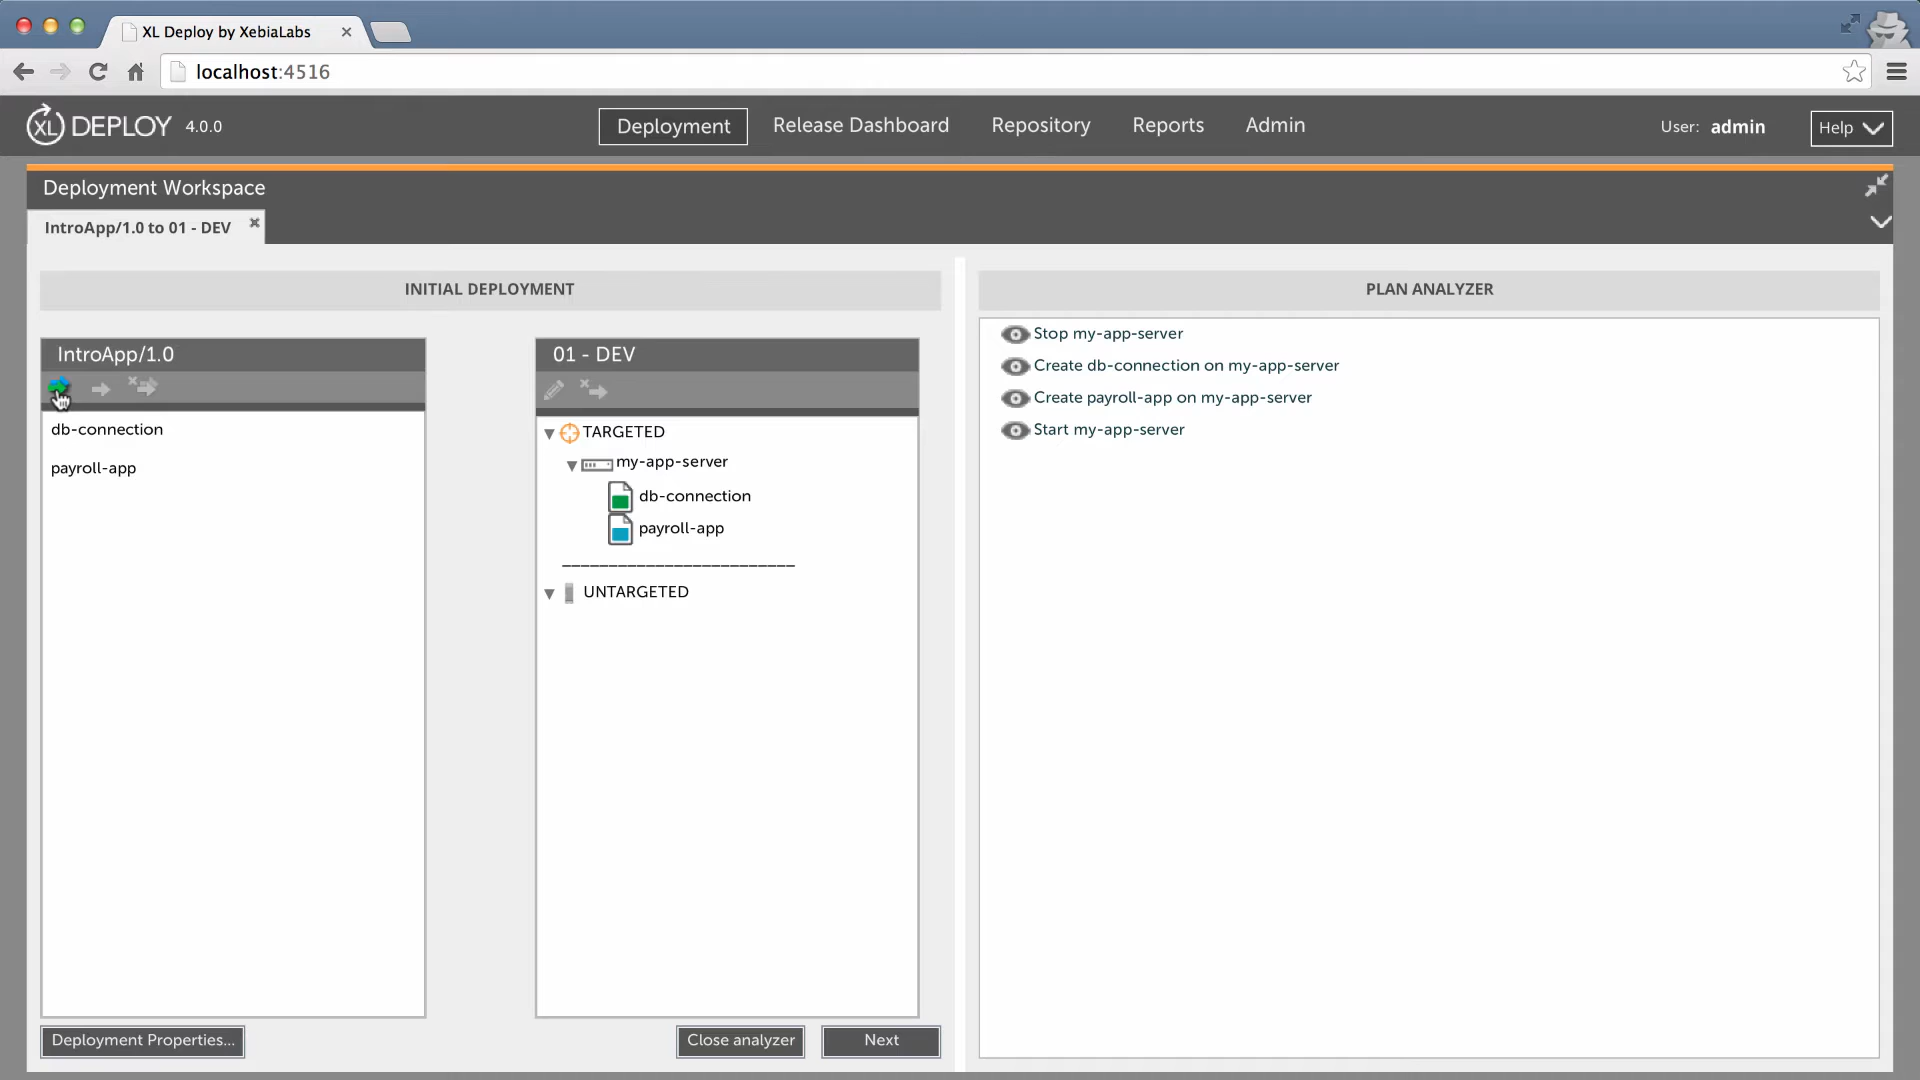 XL Deploy by XebiaLabs
localhost:4516
XL DEPLOY 4.0.0
Deployment
Release Dashboard
Repository
Reports
Admin
User: admin
Help
Deployment Workspace
IntroApp/1.0 to 01 - DEV
INITIAL DEPLOYMENT
IntroApp/1.0
db-connection
payroll-app
01 - DEV
TARGETED
my-app-server
db-connection
payroll-app
UNTARGETED
Deployment Properties...
Close analyzer
Next
PLAN ANALYZER
Stop my-app-server
Create db-connection on my-app-server
Create payroll-app on my-app-server
Start my-app-server